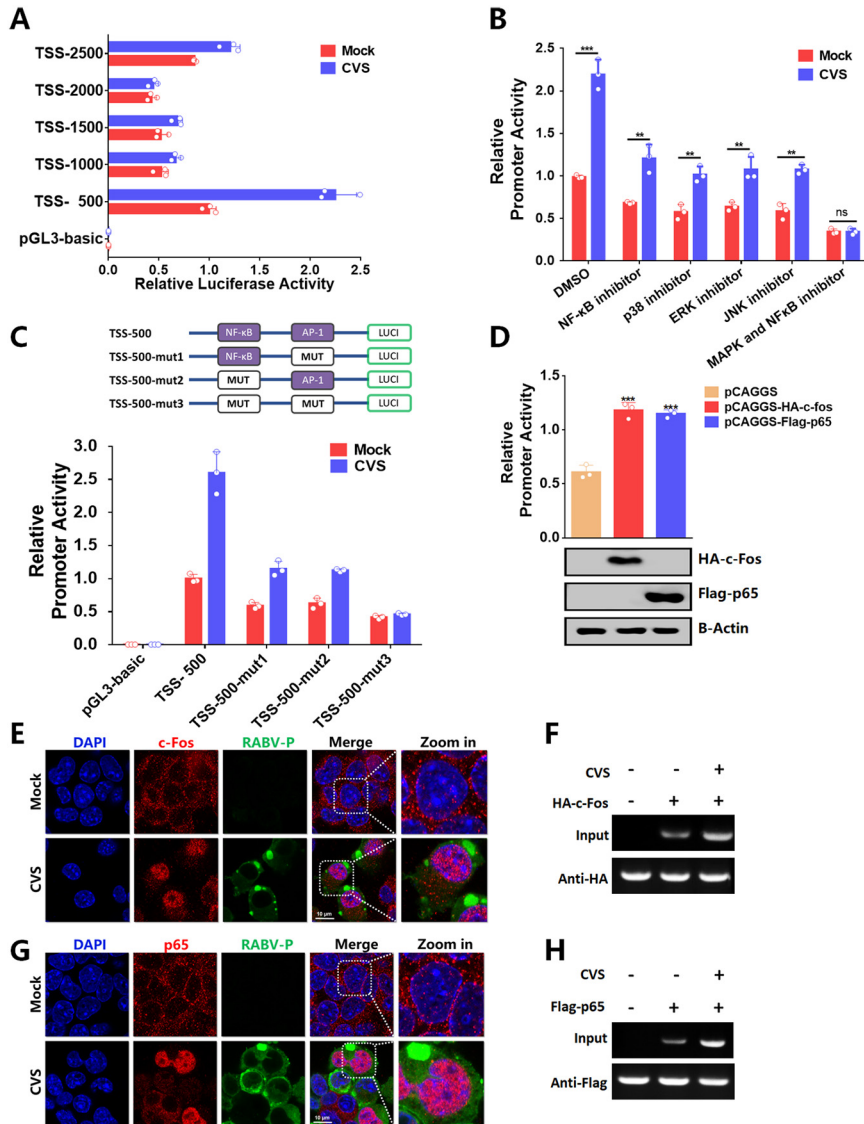 A
TSS-2500
TSS-2000
TSS-1500
TSS-1000
TSS- 500
pGL3-basic
Mock
CVS
0.0 0.5 1.0 1.5 2.0 2.5
Relative Luciferase Activity
B
Relative
Promoter Activity
2.5
2.0
1.5
1.0
0.5
0.0
*** ** ** ** ** ns
Mock
CVS
DMSO
NF-κB inhibitor
p38 inhibitor
ERK inhibitor
JNK inhibitor
MAPK and NFκB inhibitor
C
TSS-500 NF-κB AP-1 LUCI
TSS-500-mut1 NF-κB MUT LUCI
TSS-500-mut2 MUT AP-1 LUCI
TSS-500-mut3 MUT MUT LUCI
Relative
Promoter Activity
3.0
2.5
2.0
1.5
1.0
0.5
0.0
Mock
CVS
pGL3-basic
TSS- 500
TSS-500-mut1
TSS-500-mut2
TSS-500-mut3
D
Relative
Promoter Activity
1.5
1.0
0.5
0.0
*** ***
pCAGGS
pCAGGS-HA-c-fos
pCAGGS-Flag-p65
HA-c-Fos
Flag-p65
B-Actin
E
DAPI c-Fos RABV-P Merge Zoom in
Mock
CVS
10 μm
F
CVS - - +
HA-c-Fos - + +
Input
Anti-HA
G
DAPI p65 RABV-P Merge Zoom in
Mock
CVS
10 μm
H
CVS - - +
Flag-p65 - + +
Input
Anti-Flag